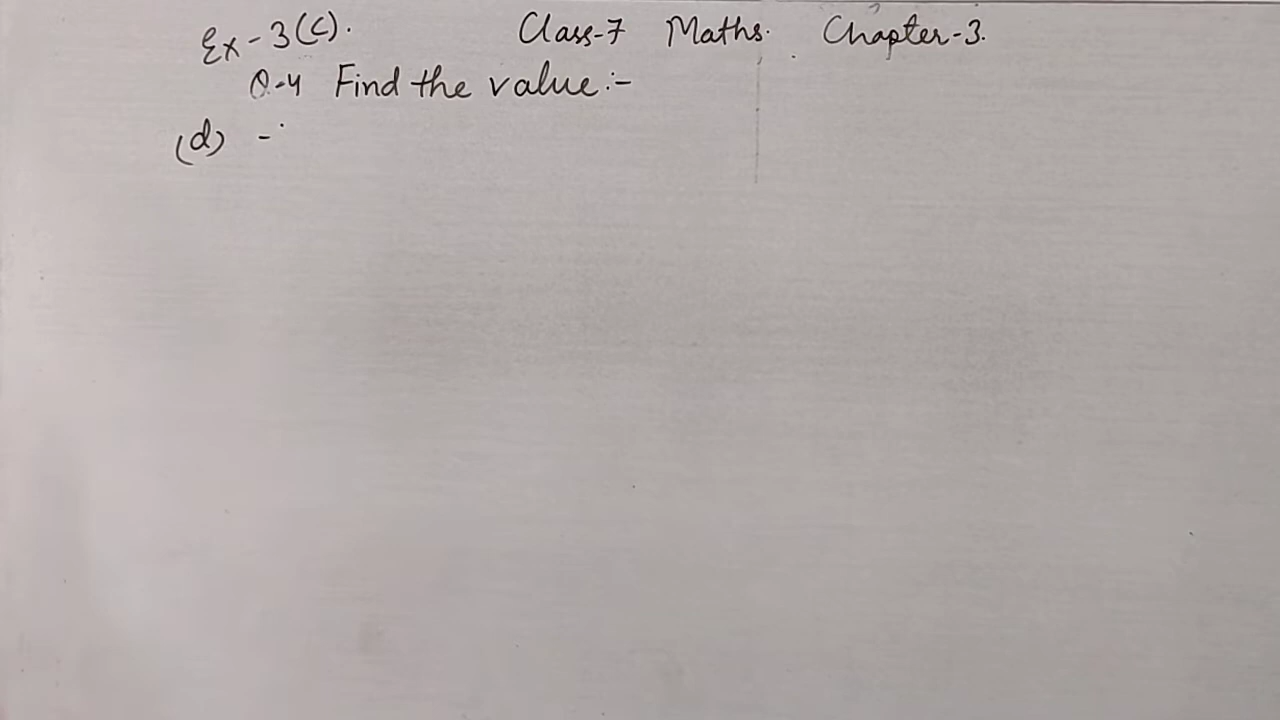 Ex-3(C). Class-7 Maths. Chapter-3.
Q-4 Find the value:-
(d) -